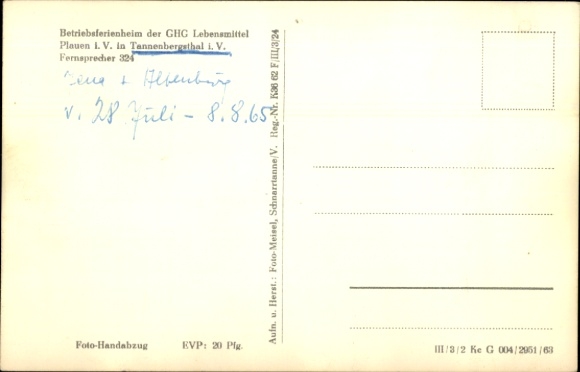 Betriebsferienheim der GHG Lebensmittel
Plauen i. V. in Tannenbergsthal i. V.
Fernsprecher 324
Jena + Altenburg
v. 28 Juli - 8.8.65
Aufn. u. Herst.: Foto-Meisel, Schnarrtanne/V. Reg.-Nr. K36 62 F/III/3/24
Foto-Handabzug EVP: 20 Pfg.
III/3/2 Kc G 004/2951/63